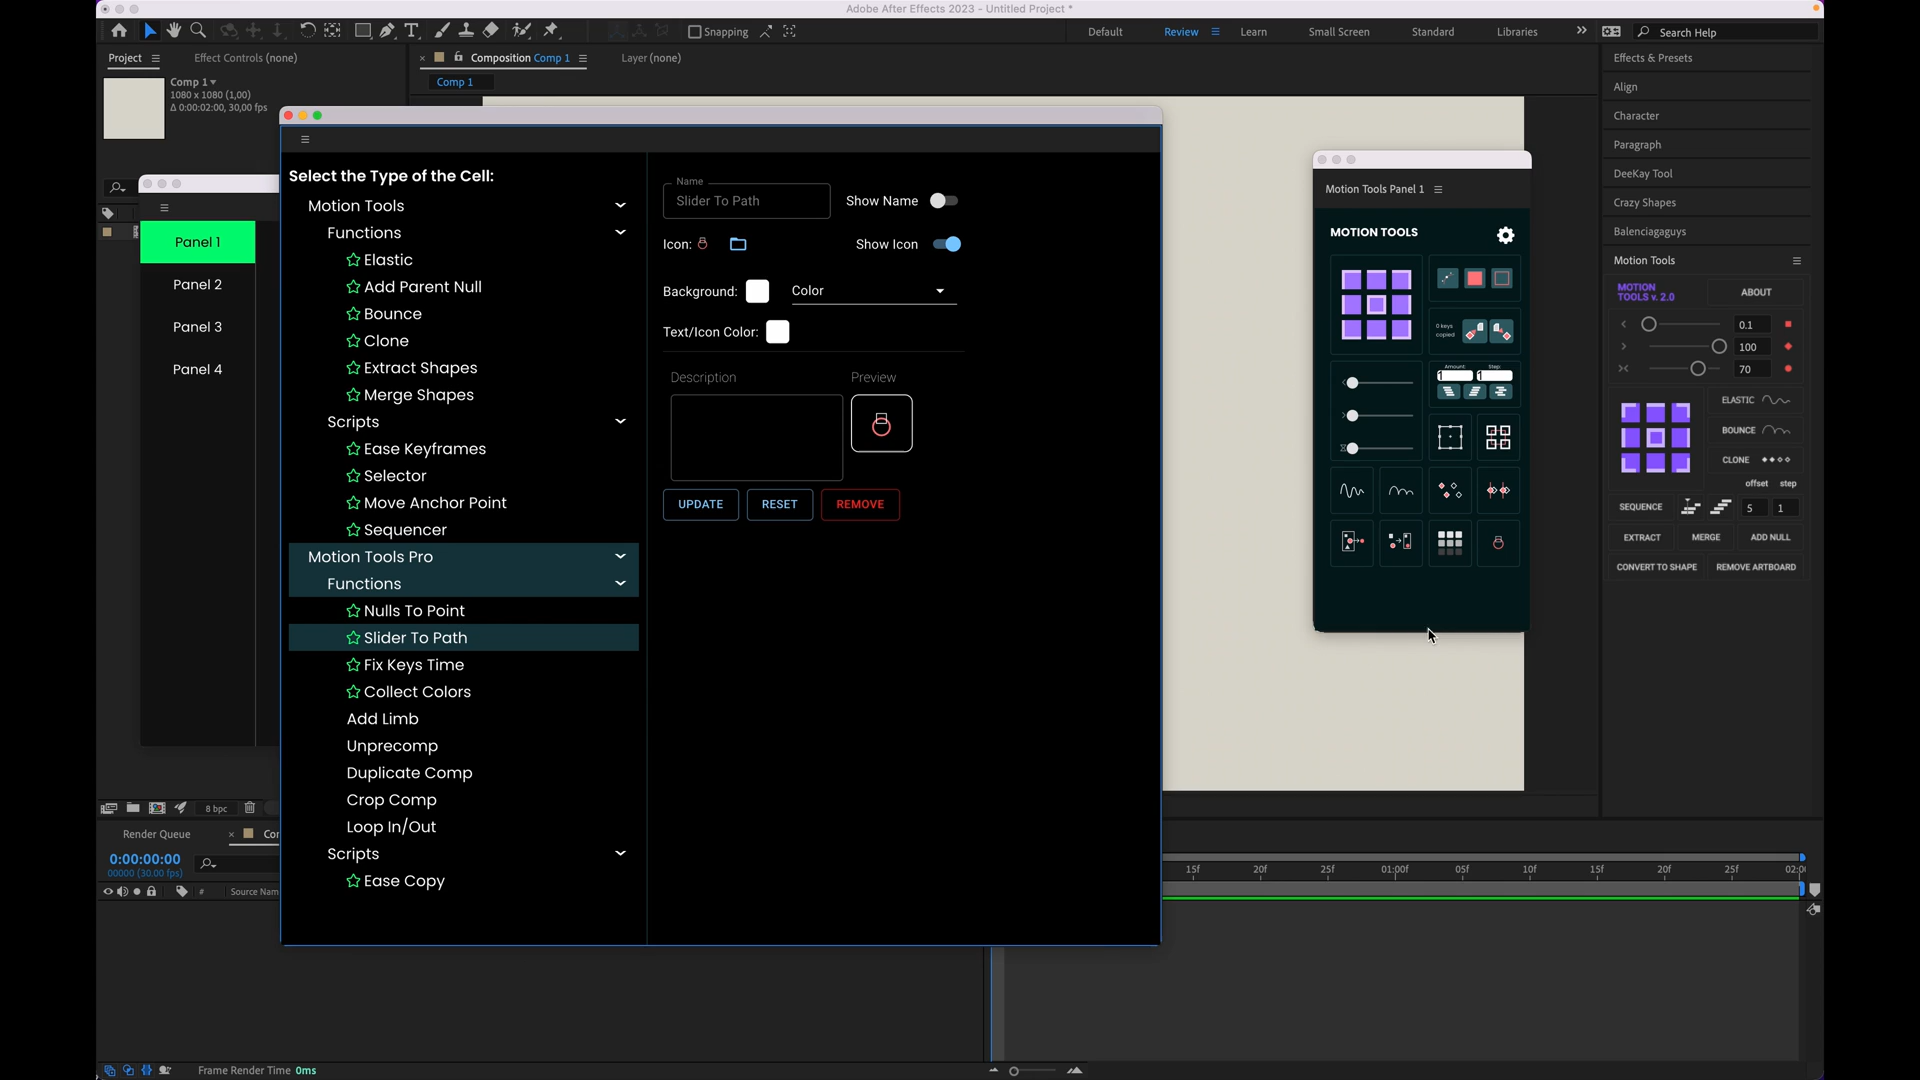 Adobe After Effects 2023 - Untitled Project *
Snapping
Default
Review
Learn
Small Screen
Standard
Libraries
Search Help
Project
Effect Controls (none)
Composition Comp 1
Layer (none)
Comp 1
1080 x 1080 (1,00)
Δ 0:00:02:00, 30,00 fps
Comp 1
Panel 1
Panel 2
Panel 3
Panel 4
Select the Type of the Cell:
Motion Tools
Functions
Elastic
Add Parent Null
Bounce
Clone
Extract Shapes
Merge Shapes
Scripts
Ease Keyframes
Selector
Move Anchor Point
Sequencer
Motion Tools Pro
Functions
Nulls To Point
Slider To Path
Fix Keys Time
Collect Colors
Add Limb
Unprecomp
Duplicate Comp
Crop Comp
Loop In/Out
Scripts
Ease Copy
Name
Slider To Path
Show Name
Icon:
Show Icon
Background:
Color
Text/Icon Color:
Description
Preview
UPDATE
RESET
REMOVE
Motion Tools Panel 1
MOTION TOOLS
0 keys
copied
Amount:
Step:
1
1
Effects & Presets
Align
Character
Paragraph
DeeKay Tool
Crazy Shapes
Balenciagaguys
Motion Tools
MOTION
TOOLS v. 2.0
ABOUT
0.1
100
70
ELASTIC
BOUNCE
CLONE
offset
step
SEQUENCE
5
1
EXTRACT
MERGE
ADD NULL
CONVERT TO SHAPE
REMOVE ARTBOARD
8 bpc
Render Queue
Con
0:00:00:00
00000 (30.00 fps)
#
Source Nam
15f
20f
25f
01:00f
05f
10f
15f
20f
25f
02:0
Frame Render Time 0ms